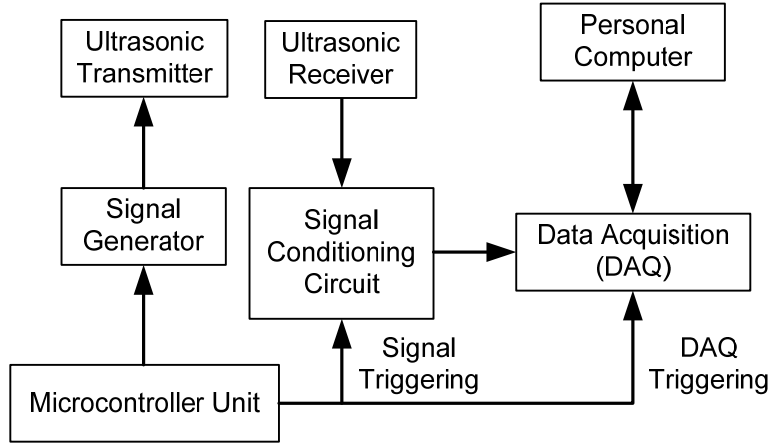 Ultrasonic
Transmitter
Ultrasonic
Receiver
Personal
Computer
Signal
Generator
Signal
Conditioning
Circuit
Data Acquisition
(DAQ)
Signal
Triggering
DAQ
Triggering
Microcontroller Unit